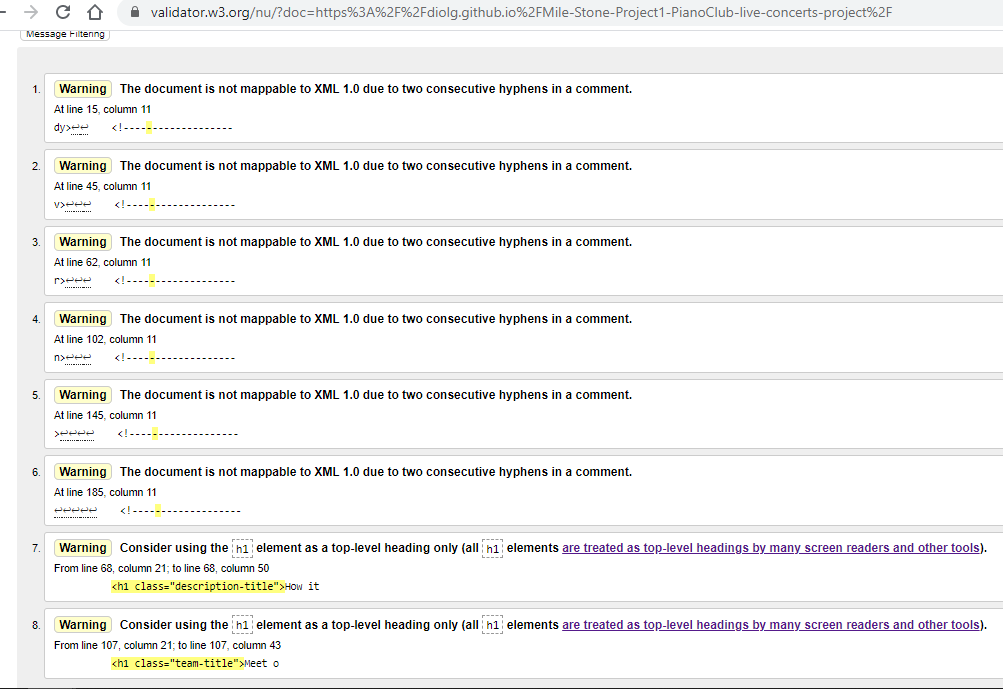 validator.w3.org/nu/?doc=https%3A%2F%2Fdiolg.github.io%2FMile-Stone-Project1-PianoClub-live-concerts-project%2F
Message Filtering
1. Warning The document is not mappable to XML 1.0 due to two consecutive hyphens in a comment.
At line 15, column 11
dy>↩↩ <!--------------------
2. Warning The document is not mappable to XML 1.0 due to two consecutive hyphens in a comment.
At line 45, column 11
v>↩↩↩ <!--------------------
3. Warning The document is not mappable to XML 1.0 due to two consecutive hyphens in a comment.
At line 62, column 11
r>↩↩↩ <!--------------------
4. Warning The document is not mappable to XML 1.0 due to two consecutive hyphens in a comment.
At line 102, column 11
n>↩↩↩ <!--------------------
5. Warning The document is not mappable to XML 1.0 due to two consecutive hyphens in a comment.
At line 145, column 11
>↩↩↩↩ <!--------------------
6. Warning The document is not mappable to XML 1.0 due to two consecutive hyphens in a comment.
At line 185, column 11
↩↩↩↩↩ <!--------------------
7. Warning Consider using the h1 element as a top-level heading only (all h1 elements are treated as top-level headings by many screen readers and other tools).
From line 68, column 21; to line 68, column 50
<h1 class="description-title">How it
8. Warning Consider using the h1 element as a top-level heading only (all h1 elements are treated as top-level headings by many screen readers and other tools).
From line 107, column 21; to line 107, column 43
<h1 class="team-title">Meet o